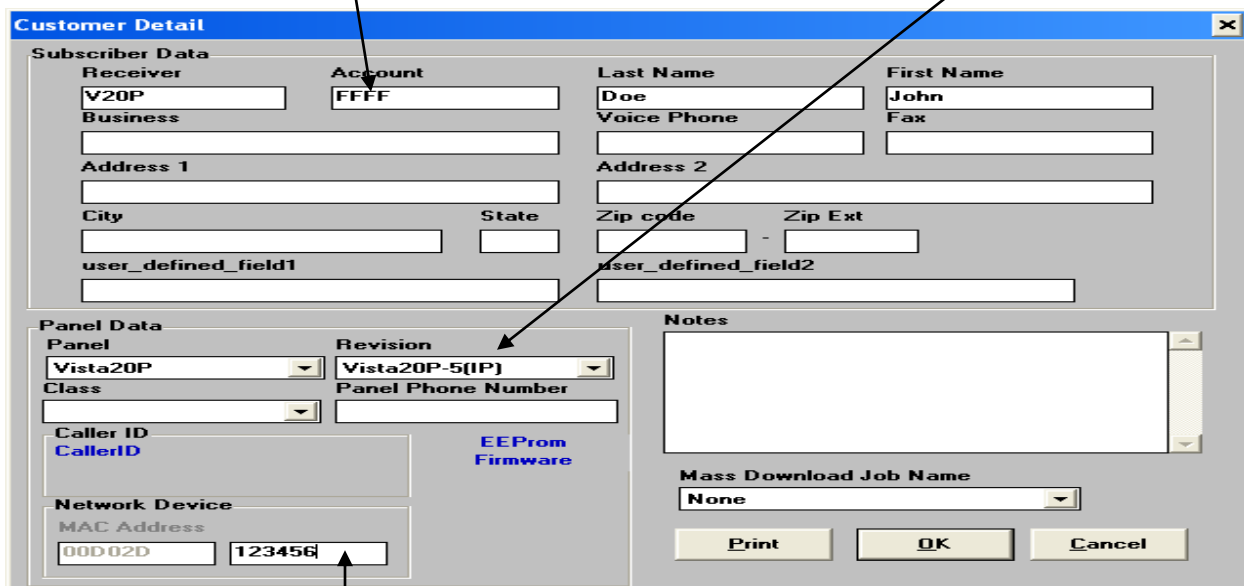 Customer Detail
Subscriber Data
Receiver Account Last Name First Name
V20P FFFF Doe John
Business Voice Phone Fax
Address 1 Address 2
City State Zip code Zip Ext
-
user_defined_field1 user_defined_field2
Panel Data
Panel Revision
Vista20P Vista20P-5(IP)
Class Panel Phone Number
Caller ID
CallerID
EEProm
Firmware
Network Device
MAC Address
00D02D 123456
Notes
Mass Download Job Name
None
Print OK Cancel